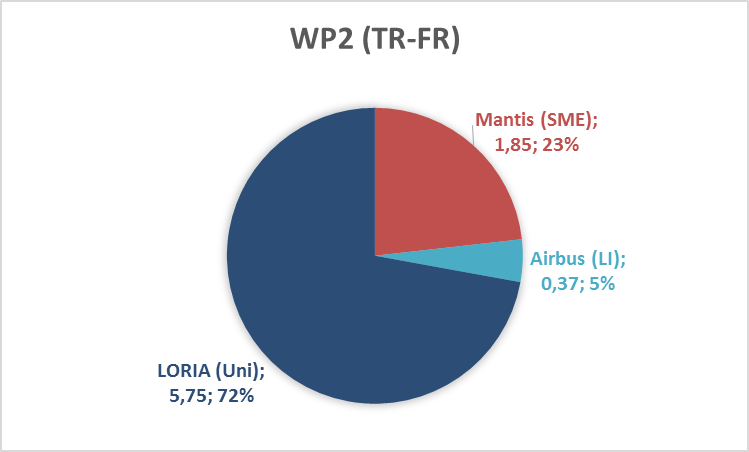 WP2 (TR-FR)
Mantis (SME);
1,85; 23%
Airbus (LI);
0,37; 5%
LORIA (Uni);
5,75; 72%